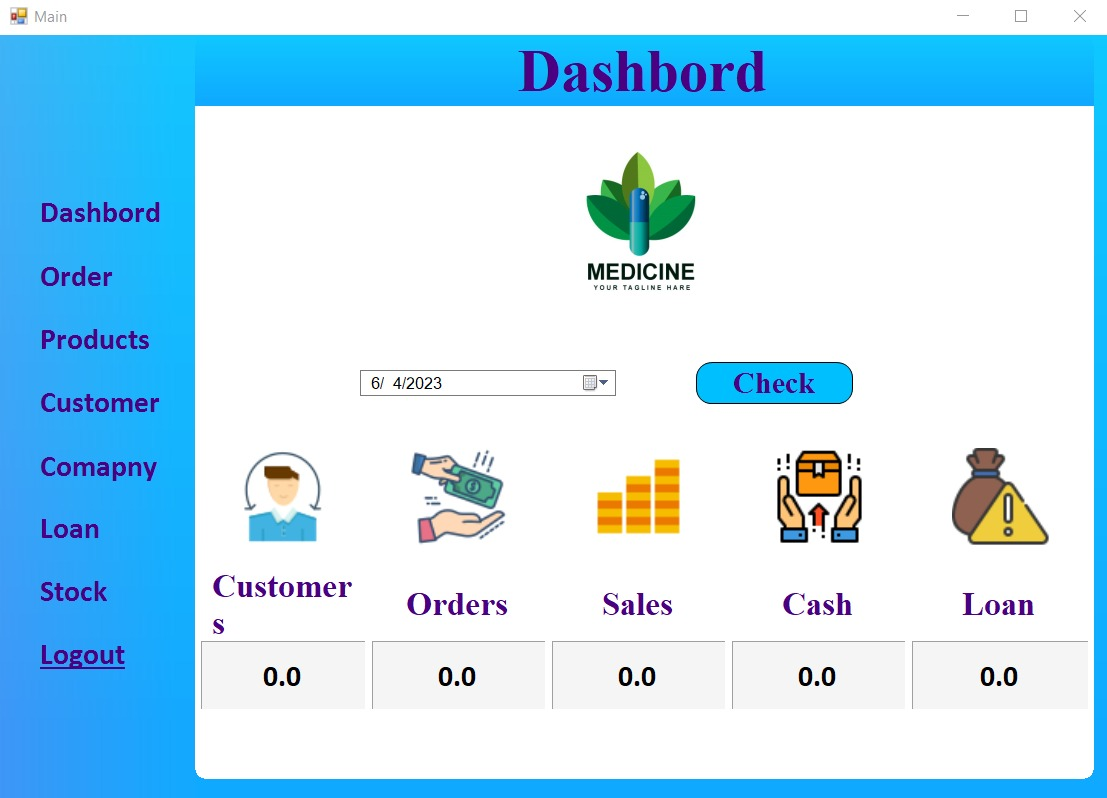 Main
Dashbord
Dashbord
Order
Products
Customer
Comapny
Loan
Stock
Logout
MEDICINE
YOUR TAGLINE HARE
6/ 4/2023
Check
Customer
s
Orders
Sales
Cash
Loan
0.0
0.0
0.0
0.0
0.0